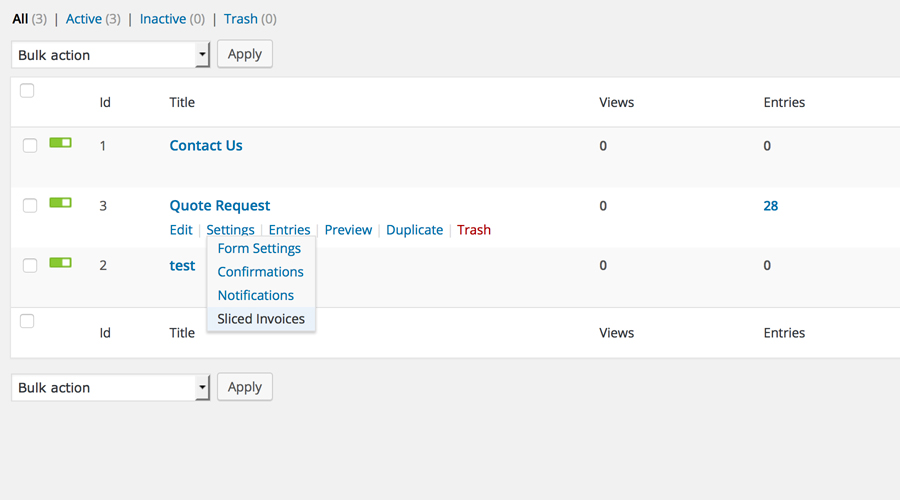 All (3) | Active (3) | Inactive (0) | Trash (0)
Bulk action Apply
Id Title Views Entries
1 Contact Us 0 0
3 Quote Request 0 28
Edit | Settings | Entries | Preview | Duplicate | Trash
Form Settings
2 test 0 0
Confirmations
Notifications
Sliced Invoices
Id Title Views Entries
Bulk action Apply